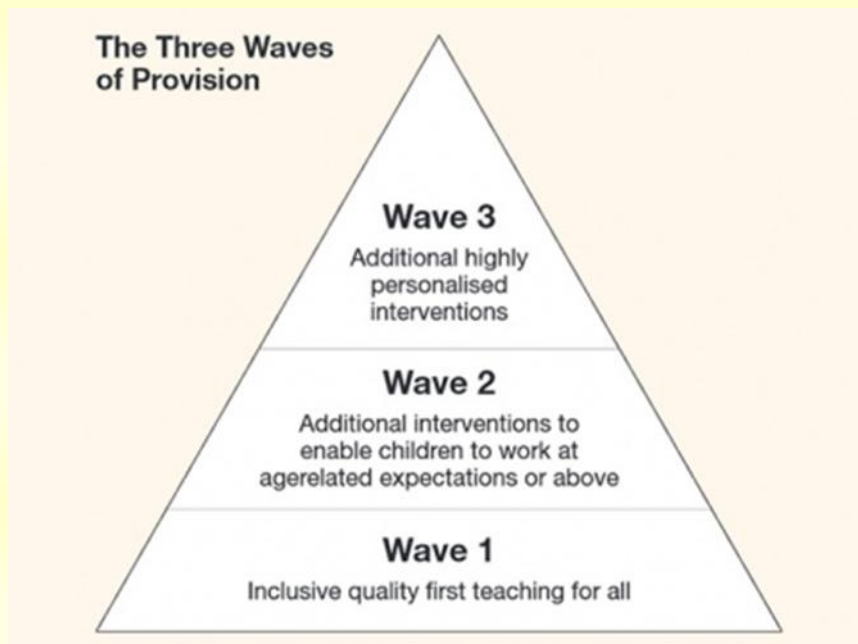 The Three Waves
of Provision
Wave 3
Additional highly
personalised
interventions
Wave 2
Additional interventions to
enable children to work at
agerelated expectations or above
Wave 1
Inclusive quality first teaching for all